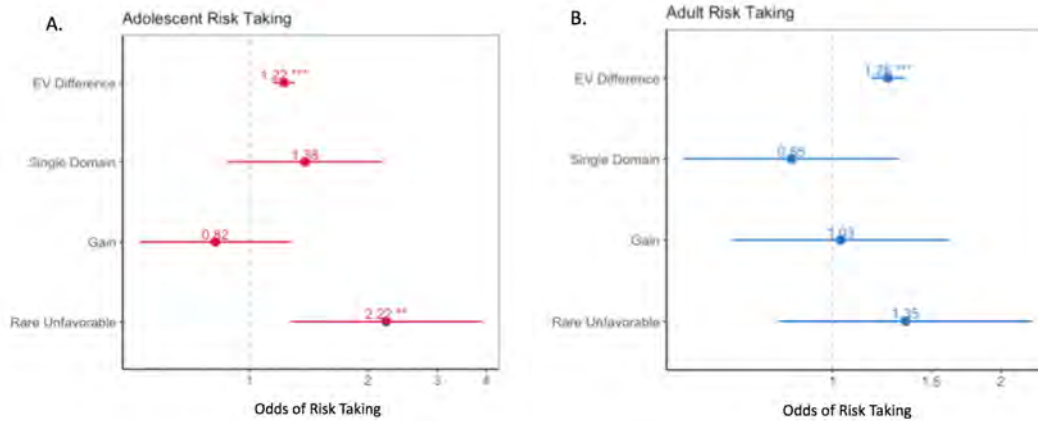 A.
Adolescent Risk Taking
EV Difference
1.22 ***
Single Domain
1.38
Gain
0.82
Rare Unfavorable
2.22 **
1
2
3
4
Odds of Risk Taking
B.
Adult Risk Taking
EV Difference
***
Single Domain
0.85
Gain
1.03
Rare Unfavorable
1.35
1
1.5
2
Odds of Risk Taking